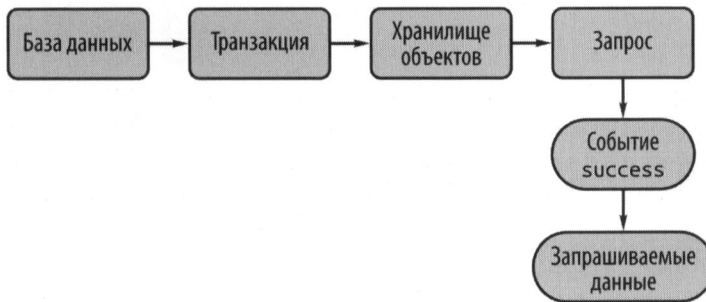 База данных
Транзакция
Хранилище
объектов
Запрос
Событие
success
Запрашиваемые
данные